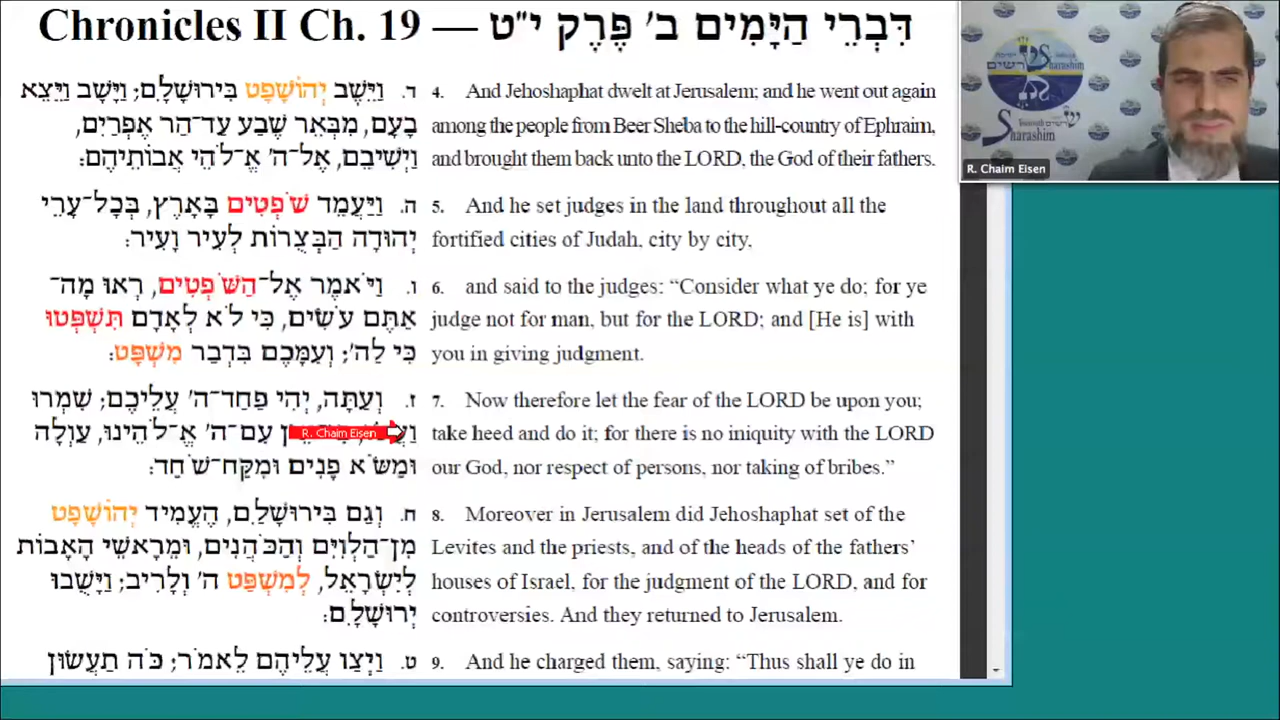 Chronicles II Ch. 19 — דִּבְרֵי הַיָּמִים ב' פֶּרֶק י"ט
ד. וַיֵּשֶׁב יְהוֹשָׁפָט בִּירוּשָׁלִָם; וַיָּשָׁב וַיֵּצֵא
בָעָם, מִבְּאֵר שֶׁבַע עַד־הַר אֶפְרַיִם,
וַיְשִׁיבֵם, אֶל־ה' אֱ־לֹהֵי אֲבוֹתֵיהֶם:
4. And Jehoshaphat dwelt at Jerusalem; and he went out again
among the people from Beer Sheba to the hill-country of Ephraim,
and brought them back unto the LORD, the God of their fathers.
ה. וַיַּעֲמֵד שֹׁפְטִים בָּאָרֶץ, בְּכָל־עָרֵי
יְהוּדָה הַבְּצֻרוֹת לְעִיר וָעִיר:
5. And he set judges in the land throughout all the
fortified cities of Judah, city by city,
ו. וַיֹּאמֶר אֶל־הַשֹּׁפְטִים, רְאוּ מָה־
אַתֶּם עֹשִׂים, כִּי לֹא לְאָדָם תִּשְׁפְּטוּ
כִּי לַה'; וְעִמָּכֶם בִּדְבַר מִשְׁפָּט:
6. and said to the judges: “Consider what ye do; for ye
judge not for man, but for the LORD; and [He is] with
you in giving judgment.
ז. וְעַתָּה, יְהִי פַחַד־ה' עֲלֵיכֶם; שִׁמְרוּ
עִם־ה' אֱ־לֹהֵינוּ, עַוְלָה
וּמַשֹּׂא פָנִים וּמִקַּח־שֹׁחַד:
R. Chaim Eisen
7. Now therefore let the fear of the LORD be upon you;
take heed and do it; for there is no iniquity with the LORD
our God, nor respect of persons, nor taking of bribes.”
ח. וְגַם בִּירוּשָׁלִַם, הֶעֱמִיד יְהוֹשָׁפָט
מִן־הַלְוִיִּם וְהַכֹּהֲנִים, וּמֵרָאשֵׁי הָאָבוֹת
לְיִשְׂרָאֵל, לְמִשְׁפַּט ה' וְלָרִיב; וַיָּשֻׁבוּ
יְרוּשָׁלִָם:
8. Moreover in Jerusalem did Jehoshaphat set of the
Levites and the priests, and of the heads of the fathers’
houses of Israel, for the judgment of the LORD, and for
controversies. And they returned to Jerusalem.
ט. וַיְצַו עֲלֵיהֶם לֵאמֹר; כֹּה תַעֲשׂוּן
9. And he charged them, saying: “Thus shall ye do in
Sharashim
שרשים
Yeshivath שרשים
Sharashim
R. Chaim Eisen